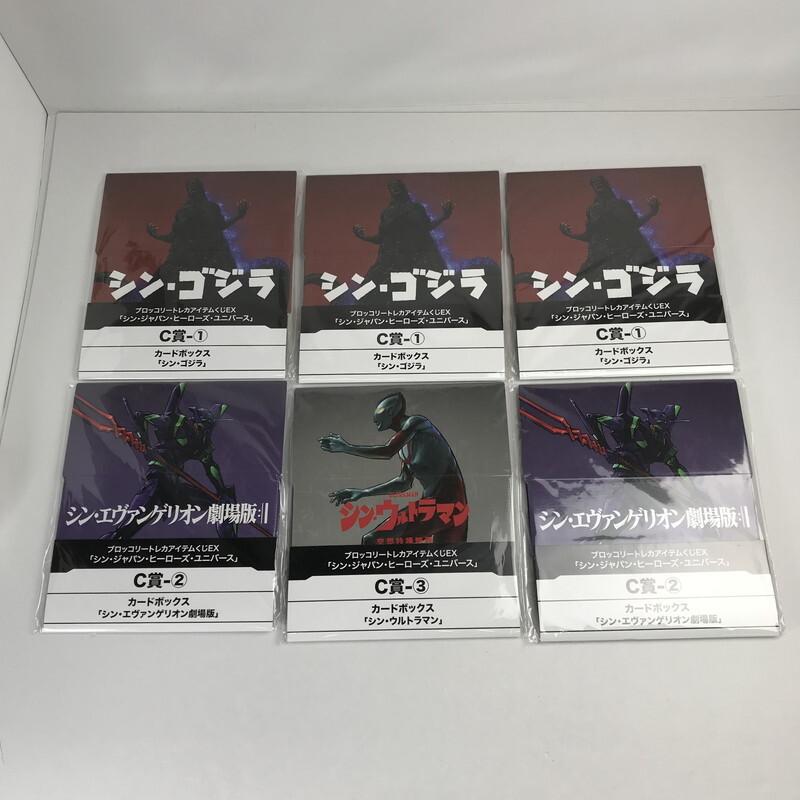 シン・ゴジラ
ブロッコリートレカアイテムくじEX
「シン・ジャパン・ヒーローズ・ユニバース」
C賞-①
カードボックス
「シン・ゴジラ」
シン・ゴジラ
ブロッコリートレカアイテムくじEX
「シン・ジャパン・ヒーローズ・ユニバース」
C賞-①
カードボックス
「シン・ゴジラ」
シン・ゴジラ
ブロッコリートレカアイテムくじEX
「シン・ジャパン・ヒーローズ・ユニバース」
C賞-①
カードボックス
「シン・ゴジラ」
シン・エヴァンゲリオン劇場版:||
ブロッコリートレカアイテムくじEX
「シン・ジャパン・ヒーローズ・ユニバース」
C賞-②
カードボックス
「シン・エヴァンゲリオン劇場版」
シン・ウルトラマン
空想特撮映画
ブロッコリートレカアイテムくじEX
「シン・ジャパン・ヒーローズ・ユニバース」
C賞-③
カードボックス
「シン・ウルトラマン」
シン・エヴァンゲリオン劇場版:||
ブロッコリートレカアイテムくじEX
「シン・ジャパン・ヒーローズ・ユニバース」
C賞-②
カードボックス
「シン・エヴァンゲリオン劇場版」